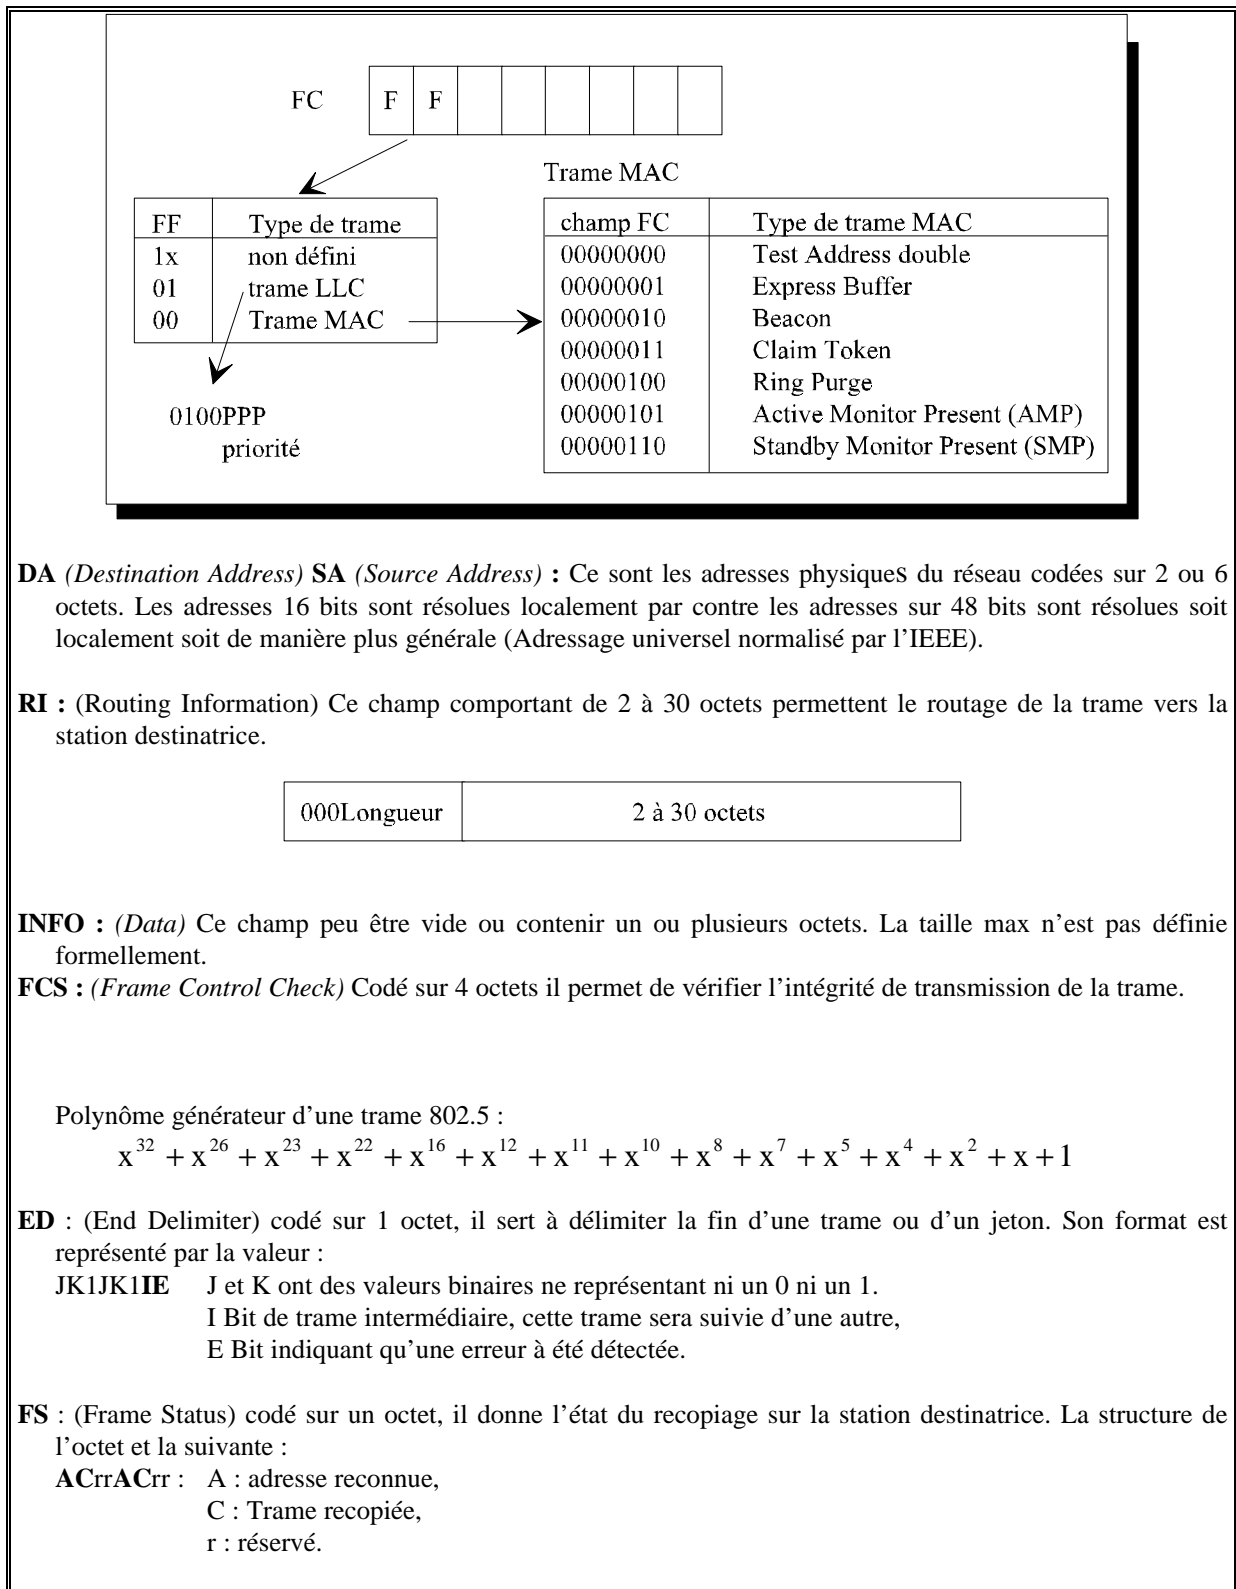 FC F F
Trame MAC
FF Type de trame
1x non défini
01 trame LLC
00 Trame MAC
0100PPP
priorité
champ FC Type de trame MAC
00000000 Test Address double
00000001 Express Buffer
00000010 Beacon
00000011 Claim Token
00000100 Ring Purge
00000101 Active Monitor Present (AMP)
00000110 Standby Monitor Present (SMP)
DA (Destination Address) SA (Source Address) : Ce sont les adresses physiques du réseau codées sur 2 ou 6
octets. Les adresses 16 bits sont résolues localement par contre les adresses sur 48 bits sont résolues soit
localement soit de manière plus générale (Adressage universel normalisé par l'IEEE).
RI : (Routing Information) Ce champ comportant de 2 à 30 octets permettent le routage de la trame vers la
station destinatrice.
000Longueur 2 à 30 octets
INFO : (Data) Ce champ peu être vide ou contenir un ou plusieurs octets. La taille max n'est pas définie
formellement.
FCS : (Frame Control Check) Codé sur 4 octets il permet de vérifier l'intégrité de transmission de la trame.
Polynôme générateur d'une trame 802.5 :
x^32 + x^26 + x^23 + x^22 + x^16 + x^12 + x^11 + x^10 + x^8 + x^7 + x^5 + x^4 + x^2 + x + 1
ED : (End Delimiter) codé sur 1 octet, il sert à délimiter la fin d'une trame ou d'un jeton. Son format est
représenté par la valeur :
JK1JK1IE J et K ont des valeurs binaires ne représentant ni un 0 ni un 1.
I Bit de trame intermédiaire, cette trame sera suivie d'une autre,
E Bit indiquant qu'une erreur à été détectée.
FS : (Frame Status) codé sur un octet, il donne l'état du recopiage sur la station destinatrice. La structure de
l'octet et la suivante :
ACrrACrr : A : adresse reconnue,
C : Trame recopiée,
r : réservé.